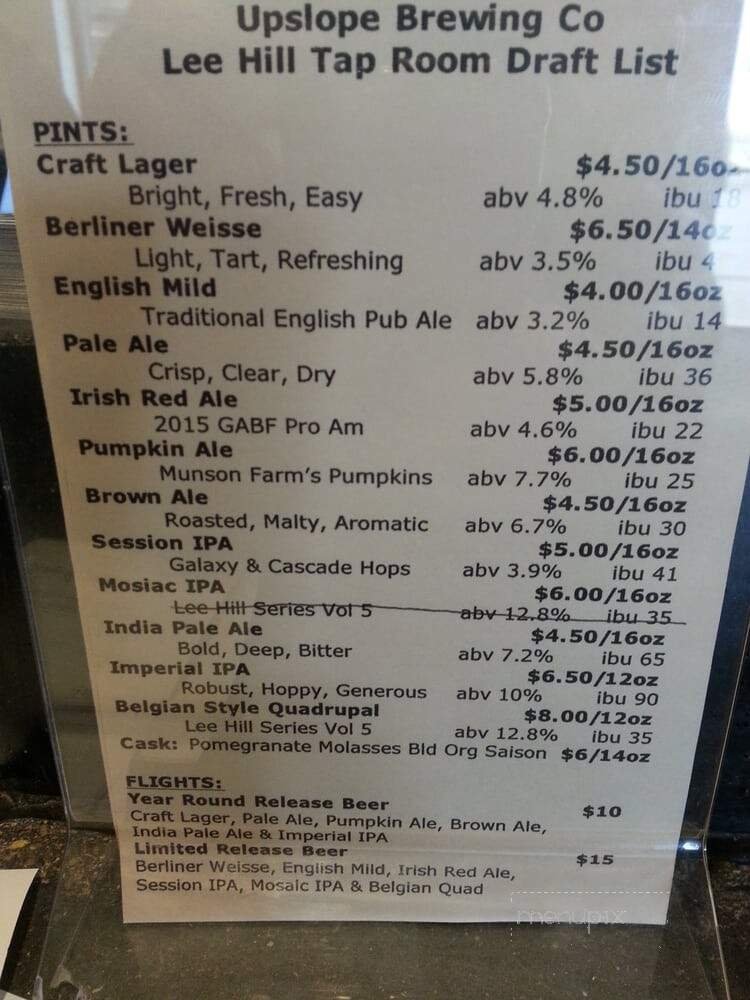 Upslope Brewing Co
Lee Hill Tap Room Draft List
PINTS:
Craft Lager $4.50/16oz
Bright, Fresh, Easy abv 4.8% ibu 18
Berliner Weisse $6.50/14oz
Light, Tart, Refreshing abv 3.5% ibu 4
English Mild $4.00/16oz
Traditional English Pub Ale abv 3.2% ibu 14
Pale Ale $4.50/16oz
Crisp, Clear, Dry abv 5.8% ibu 36
Irish Red Ale $5.00/16oz
2015 GABF Pro Am abv 4.6% ibu 22
Pumpkin Ale $6.00/16oz
Munson Farm's Pumpkins abv 7.7% ibu 25
Brown Ale $4.50/16oz
Roasted, Malty, Aromatic abv 6.7% ibu 30
Session IPA $5.00/16oz
Galaxy & Cascade Hops abv 3.9% ibu 41
Mosiac IPA $6.00/16oz
Lee Hill Series Vol 5 abv 12.8% ibu 35
India Pale Ale $4.50/16oz
Bold, Deep, Bitter abv 7.2% ibu 65
Imperial IPA $6.50/12oz
Robust, Hoppy, Generous abv 10% ibu 90
Belgian Style Quadrupal $8.00/12oz
Lee Hill Series Vol 5 abv 12.8% ibu 35
Cask: Pomegranate Molasses Bld Org Saison $6/14oz
FLIGHTS:
Year Round Release Beer $10
Craft Lager, Pale Ale, Pumpkin Ale, Brown Ale,
India Pale Ale & Imperial IPA
Limited Release Beer $15
Berliner Weisse, English Mild, Irish Red Ale,
Session IPA, Mosaic IPA & Belgian Quad
menupix